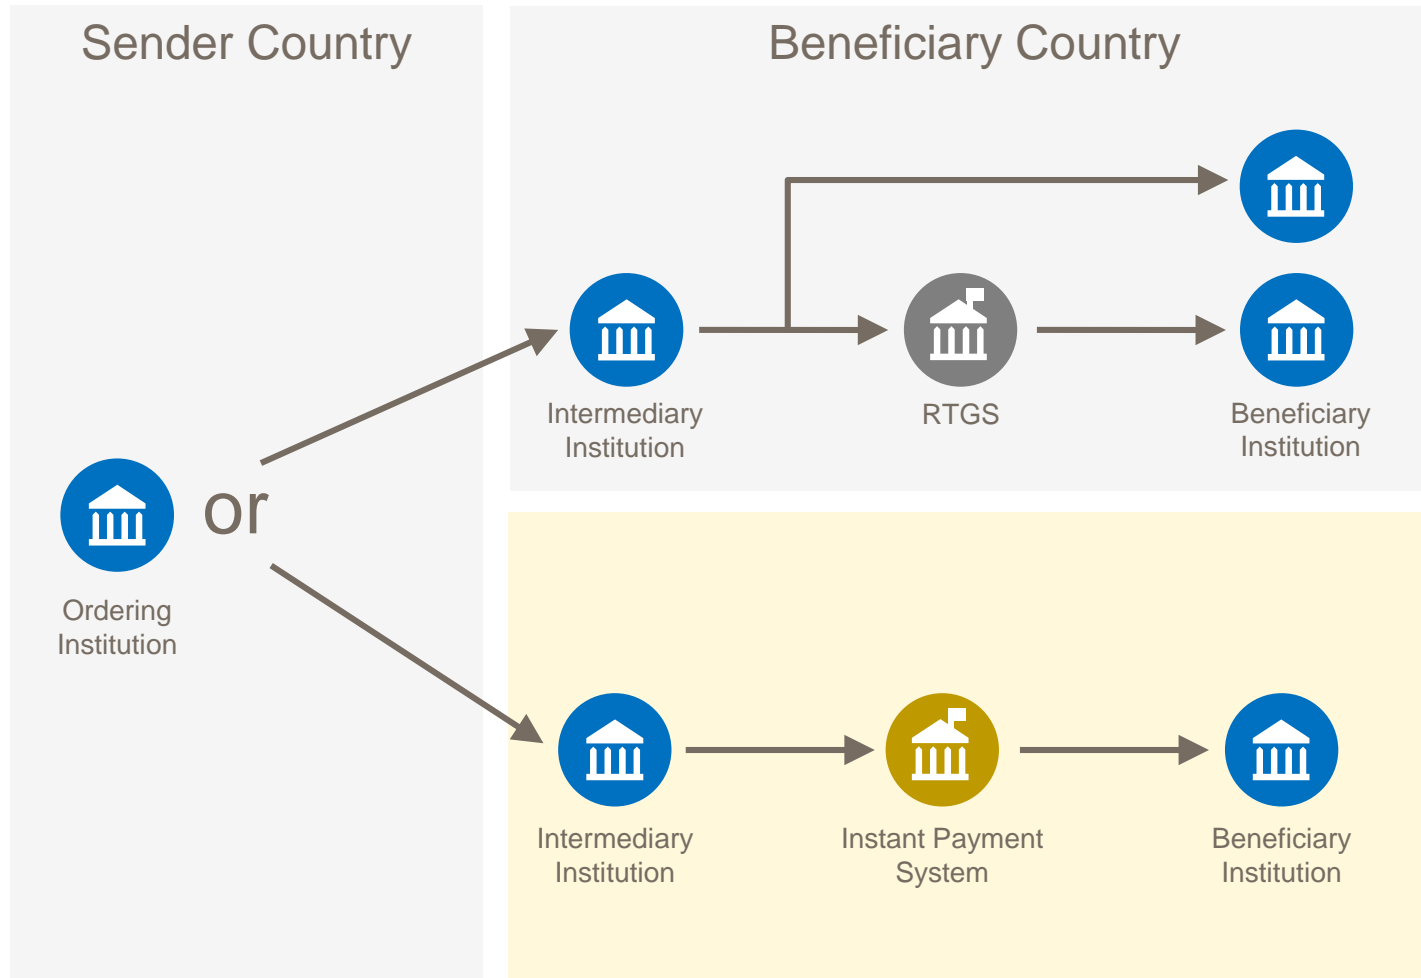 Sender Country
Beneficiary Country
Intermediary
Institution
RTGS
Beneficiary
Institution
or
Ordering
Institution
Intermediary
Institution
Instant Payment
System
Beneficiary
Institution